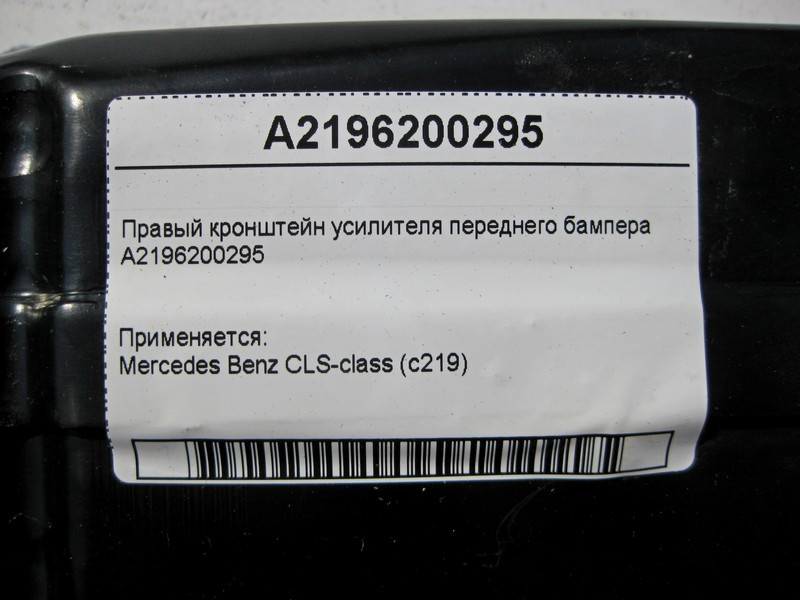 A2196200295
Правый кронштейн усилителя переднего бампера
A2196200295
Применяется:
Mercedes Benz CLS-class (c219)